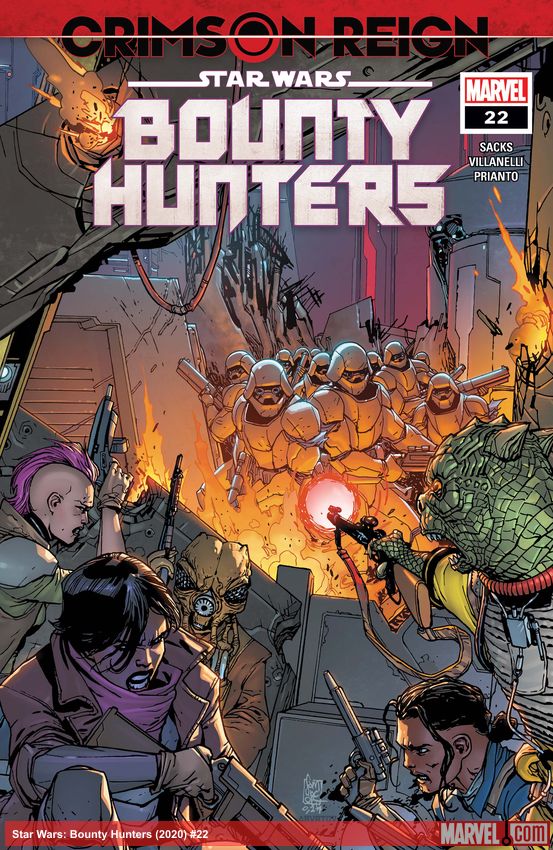 CRIMSON REIGN
STAR WARS
BOUNTY
HUNTERS
MARVEL
22
SACKS
VILLANELLI
PRIANTO
Star Wars: Bounty Hunters (2020) #22
MARVEL.com